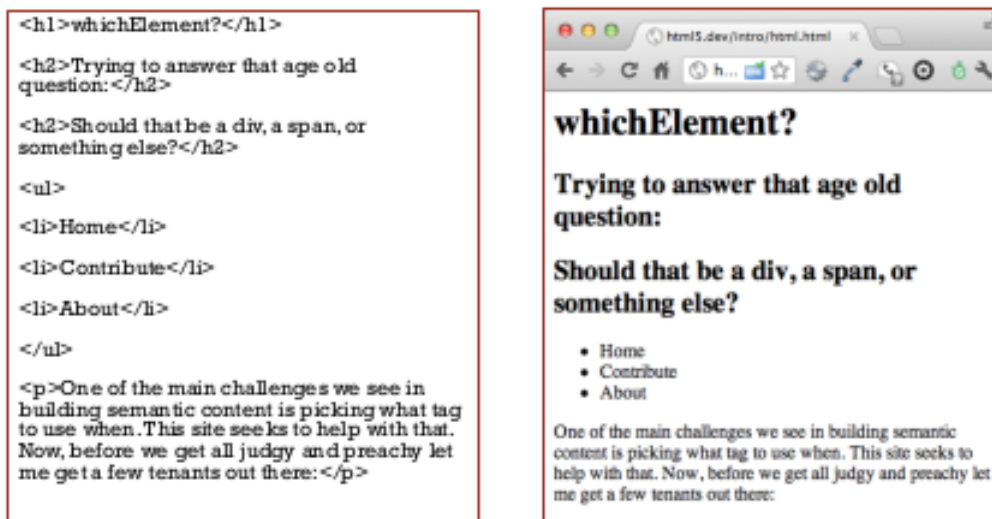 <h1>whichElement?</h1>
<h2>Trying to answer that age old
question:</h2>
<h2>Should that be a div, a span, or
something else?</h2>
<ul>
<li>Home</li>
<li>Contribute</li>
<li>About</li>
</ul>
<p>One of the main challenges we see in
building semantic content is picking what tag
to use when. This site seeks to help with that.
Now, before we get all judgy and preachy let
me get a few tenants out there:</p>
html5.dev/intro/html.html
h...
whichElement?
Trying to answer that age old
question:
Should that be a div, a span, or
something else?
• Home
• Contribute
• About
One of the main challenges we see in building semantic
content is picking what tag to use when. This site seeks to
help with that. Now, before we get all judgy and preachy let
me get a few tenants out there: